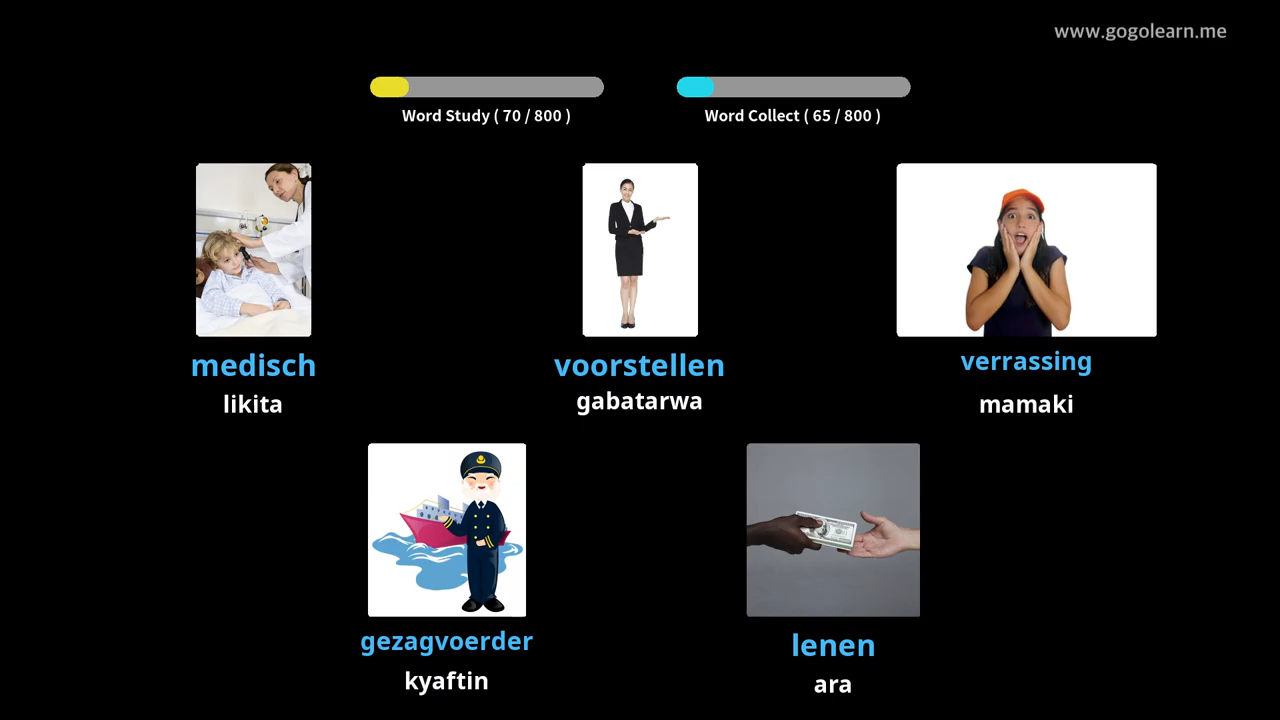 www.gogolearn.me
Word Study ( 70 / 800 )
Word Collect ( 65 / 800 )
medisch
likita
voorstellen
gabatarwa
verrassing
mamaki
gezagvoerder
kyaftin
lenen
ara